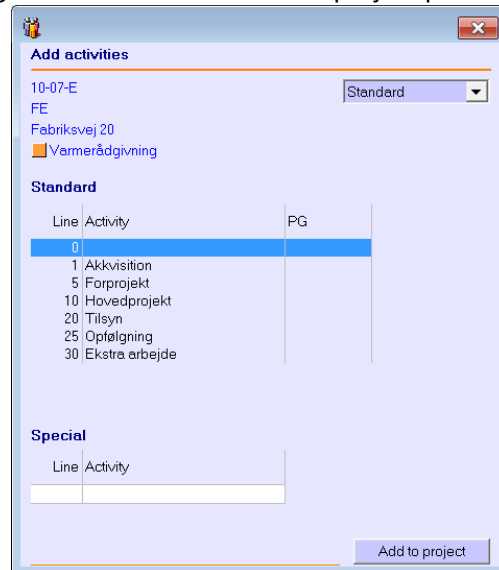 Add activities
10-07-E
Standard
FE
Fabriksvej 20
Varmerådgivning
Standard
Line Activity PG
0
1 Akkvisition
5 Forprojekt
10 Hovedprojekt
20 Tilsyn
25 Opfølgning
30 Ekstra arbejde
Special
Line Activity
Add to project